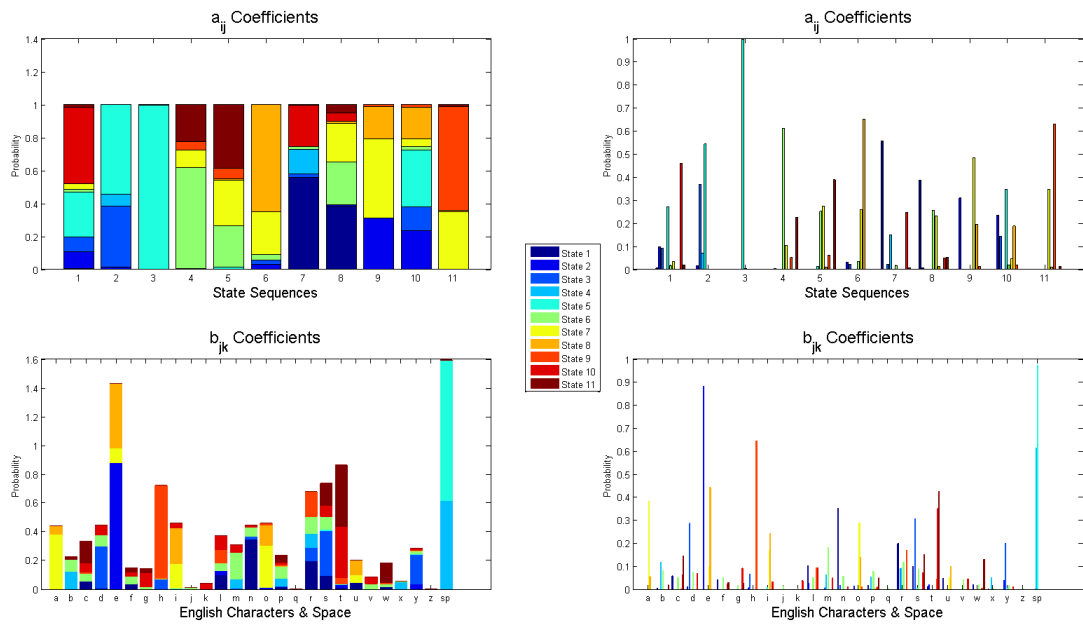 a_ij Coefficients
1.4
1.2
1
0.8
0.6
0.4
0.2
0
Probability
1 2 3 4 5 6 7 8 9 10 11
State Sequences
a_ij Coefficients
1
0.9
0.8
0.7
0.6
0.5
0.4
0.3
0.2
0.1
0
Probability
1 2 3 4 5 6 7 8 9 10 11
State Sequences
State 1
State 2
State 3
State 4
State 5
State 6
State 7
State 8
State 9
State 10
State 11
b_jk Coefficients
1.6
1.4
1.2
1
0.8
0.6
0.4
0.2
0
Probability
a b c d e f g h i j k l m n o p q r s t u v w x y z sp
English Characters & Space
b_jk Coefficients
1
0.9
0.8
0.7
0.6
0.5
0.4
0.3
0.2
0.1
0
Probability
a b c d e f g h i j k l m n o p q r s t u v w x y z sp
English Characters & Space